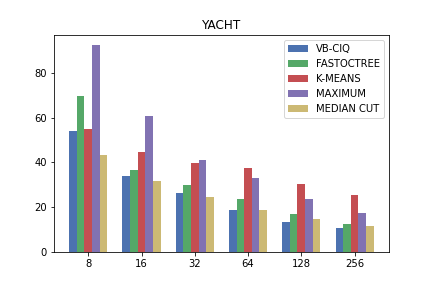 YACHT
VB-CIQ
FASTOCTREE
K-MEANS
MAXIMUM
MEDIAN CUT
80
60
40
20
0
8 16 32 64 128 256